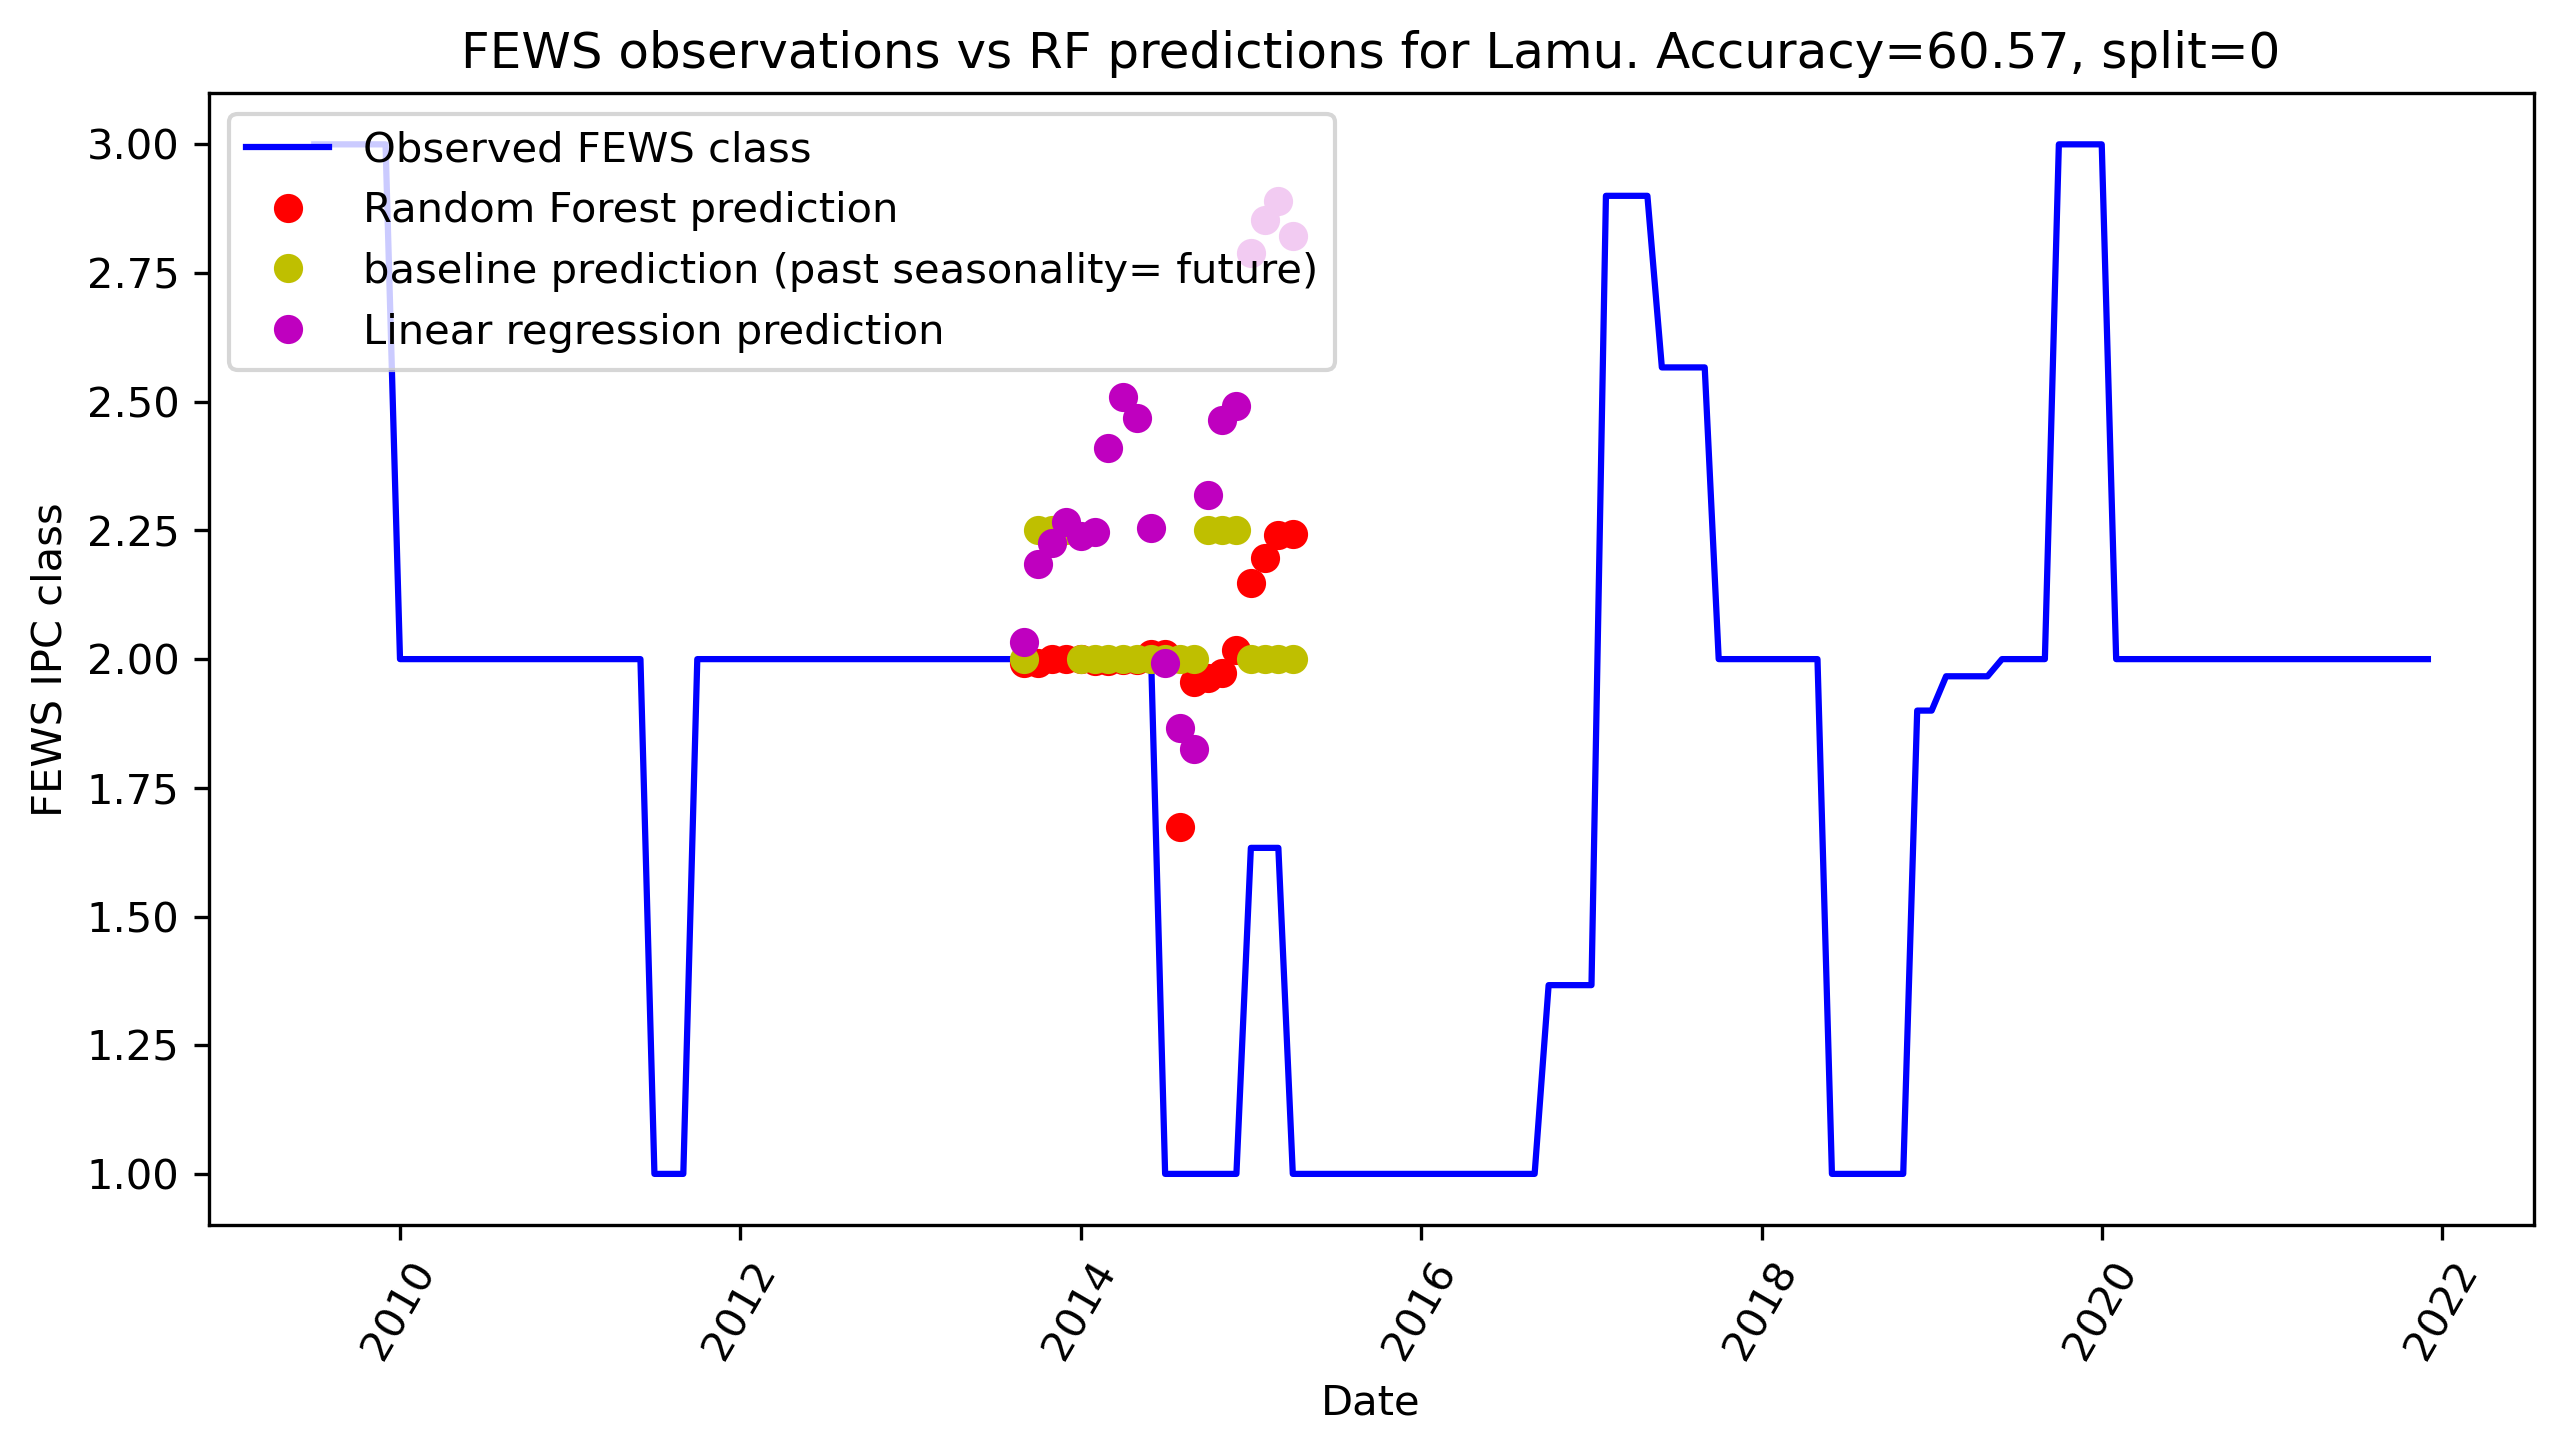 FEWS observations vs RF predictions for Lamu. Accuracy=60.57, split=0
Observed FEWS class
Random Forest prediction
baseline prediction (past seasonality= future)
Linear regression prediction
FEWS IPC class
3.00
2.75
2.50
2.25
2.00
1.75
1.50
1.25
1.00
2010
2012
2014
2016
2018
2020
2022
Date